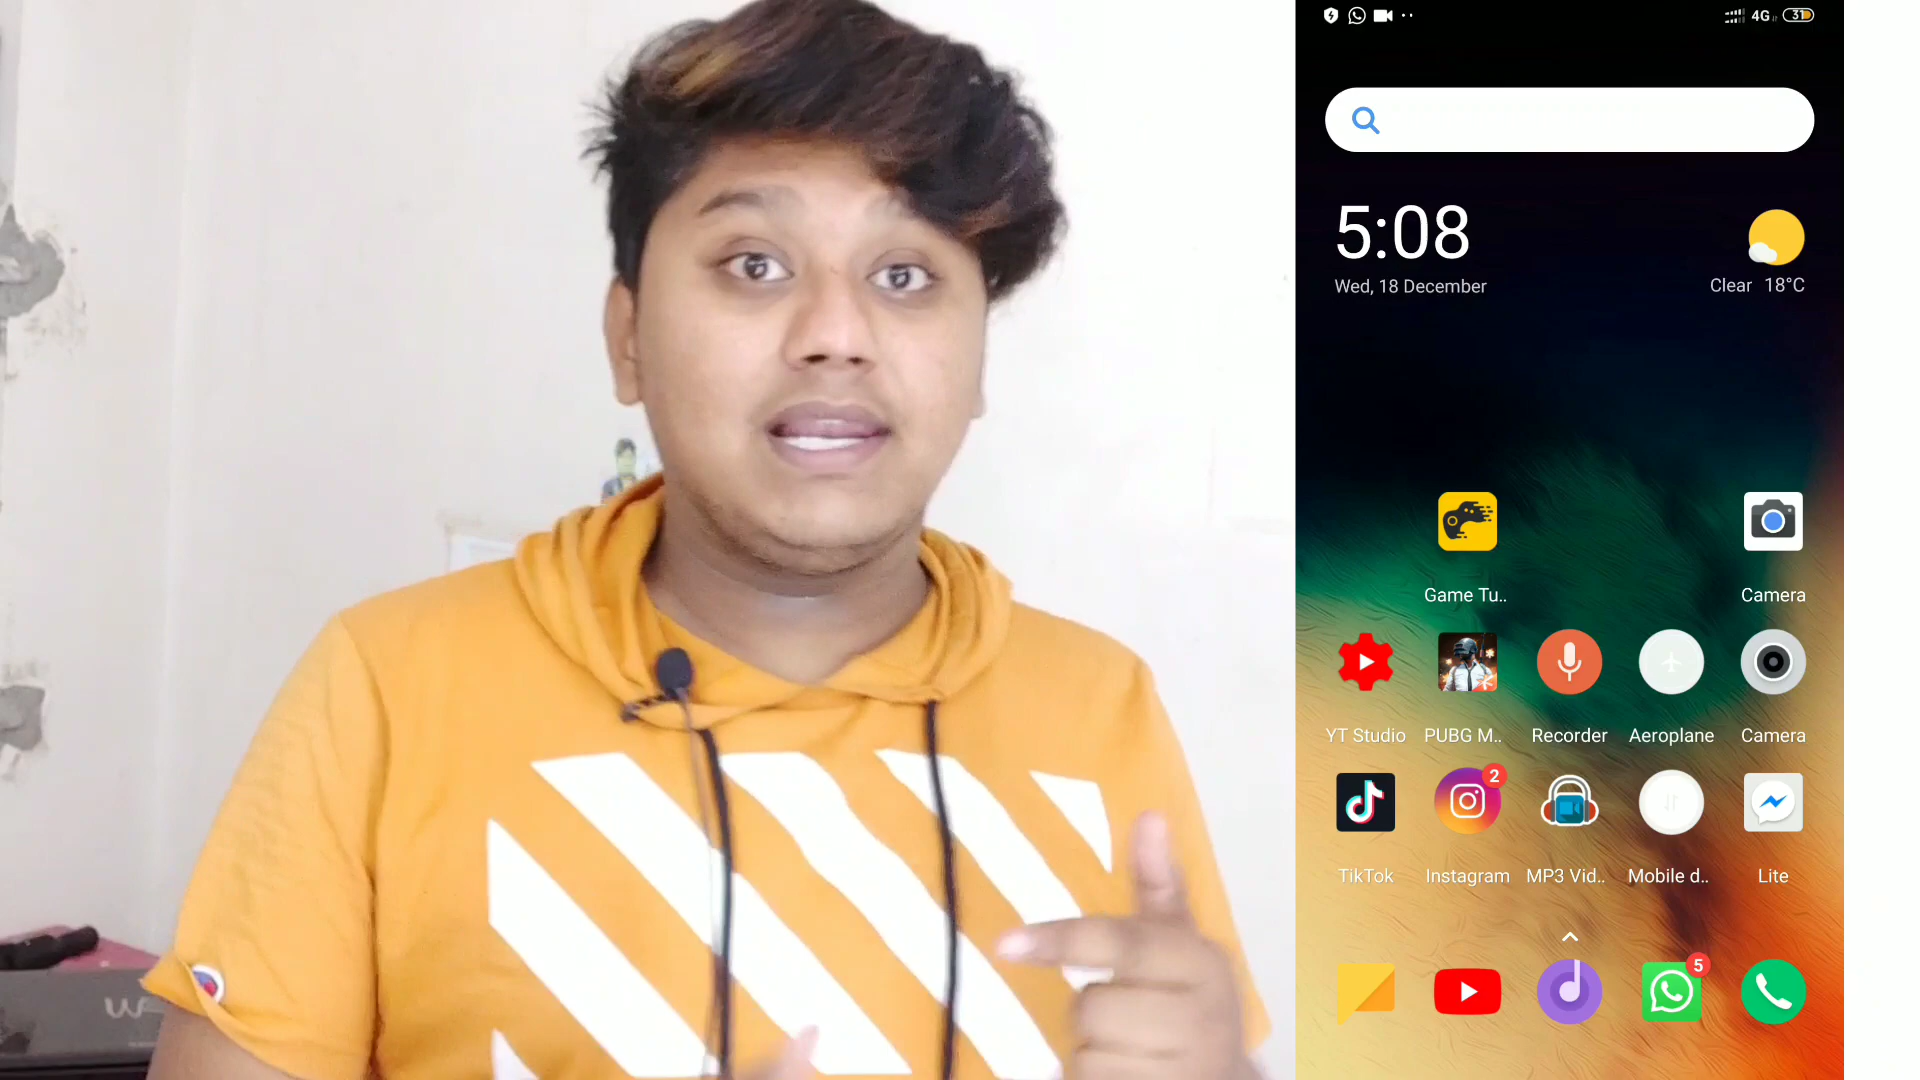 4G 31
5:08
Wed, 18 December
Clear 18°C
Game Tu..
Camera
YT Studio
PUBG M..
Recorder
Aeroplane
Camera
2
TikTok
Instagram
MP3 Vid..
Mobile d..
Lite
5